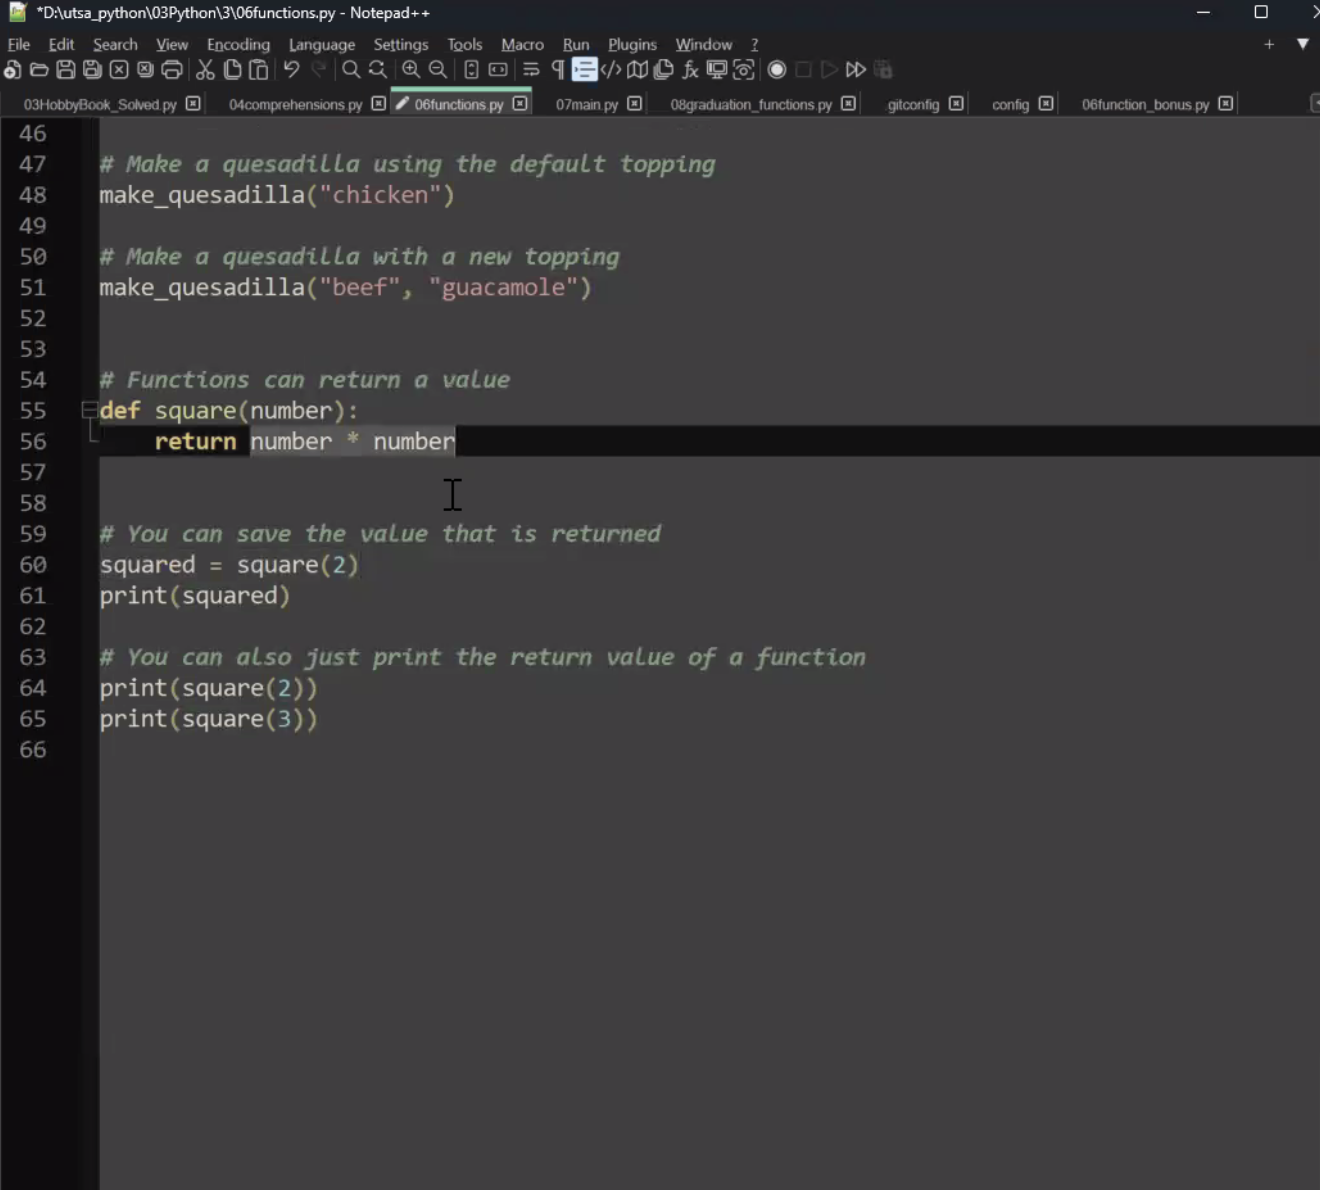 *D:\utsa_python\03Python\3\06functions.py - Notepad++
File Edit Search View Encoding Language Settings Tools Macro Run Plugins Window ?
03HobbyBook_Solved.py 04comprehensions.py 06functions.py 07main.py 08graduation_functions.py .gitconfig config 06function_bonus.py
46
47 # Make a quesadilla using the default topping
48 make_quesadilla("chicken")
49
50 # Make a quesadilla with a new topping
51 make_quesadilla("beef", "guacamole")
52
53
54 # Functions can return a value
55 def square(number):
56     return number * number
57
58
59 # You can save the value that is returned
60 squared = square(2)
61 print(squared)
62
63 # You can also just print the return value of a function
64 print(square(2))
65 print(square(3))
66